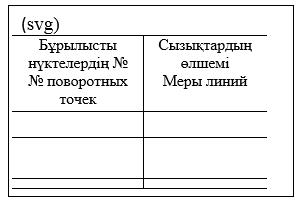 (svg)
Бұрылысты
нүктелердің №
№ поворотных
точек
Сызықтардың
өлшемі
Меры линий